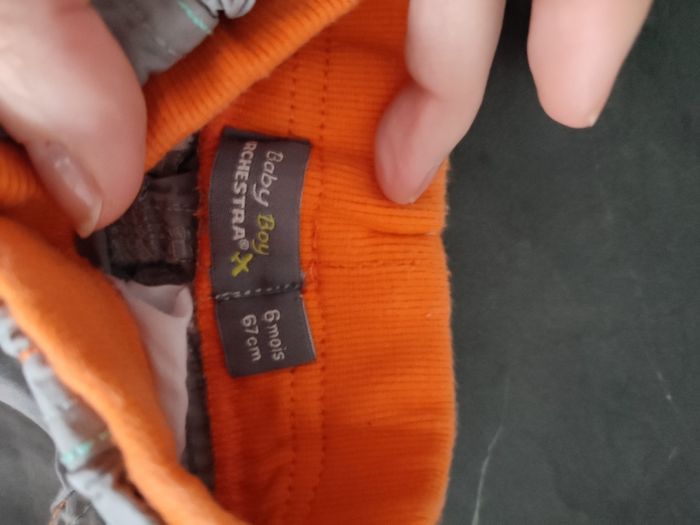 Baby Boy
RCHESTRA®
6 mois
67cm